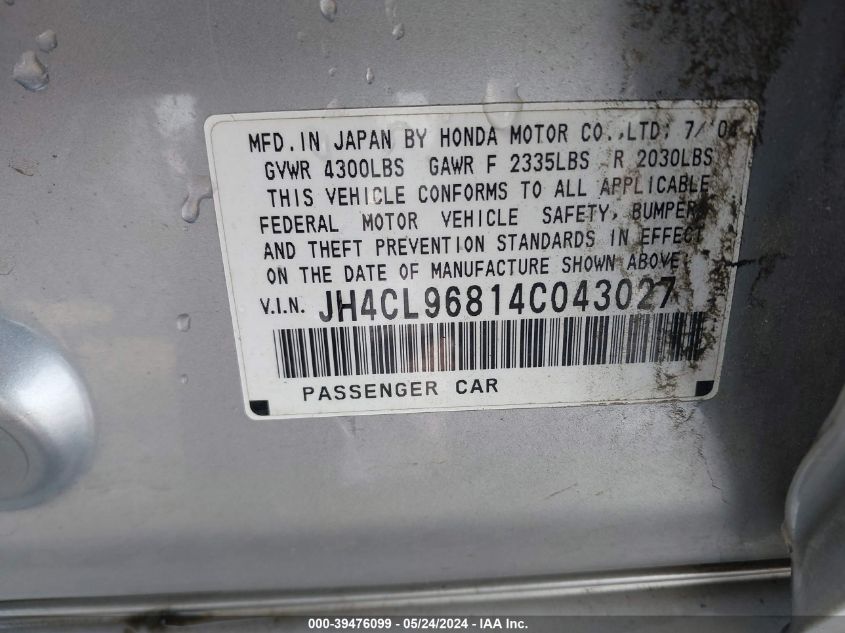 MFD. IN JAPAN BY HONDA MOTOR CO., LTD. 7/'04
GVWR 4300LBS GAWR F 2335LBS R 2030LBS
THIS VEHICLE CONFORMS TO ALL APPLICABLE
FEDERAL MOTOR VEHICLE SAFETY, BUMPER,
AND THEFT PREVENTION STANDARDS IN EFFECT
ON THE DATE OF MANUFACTURE SHOWN ABOVE.
V.I.N. JH4CL96814C043027
PASSENGER CAR
000-39476099 — 05/24/2024 — IAA Inc.